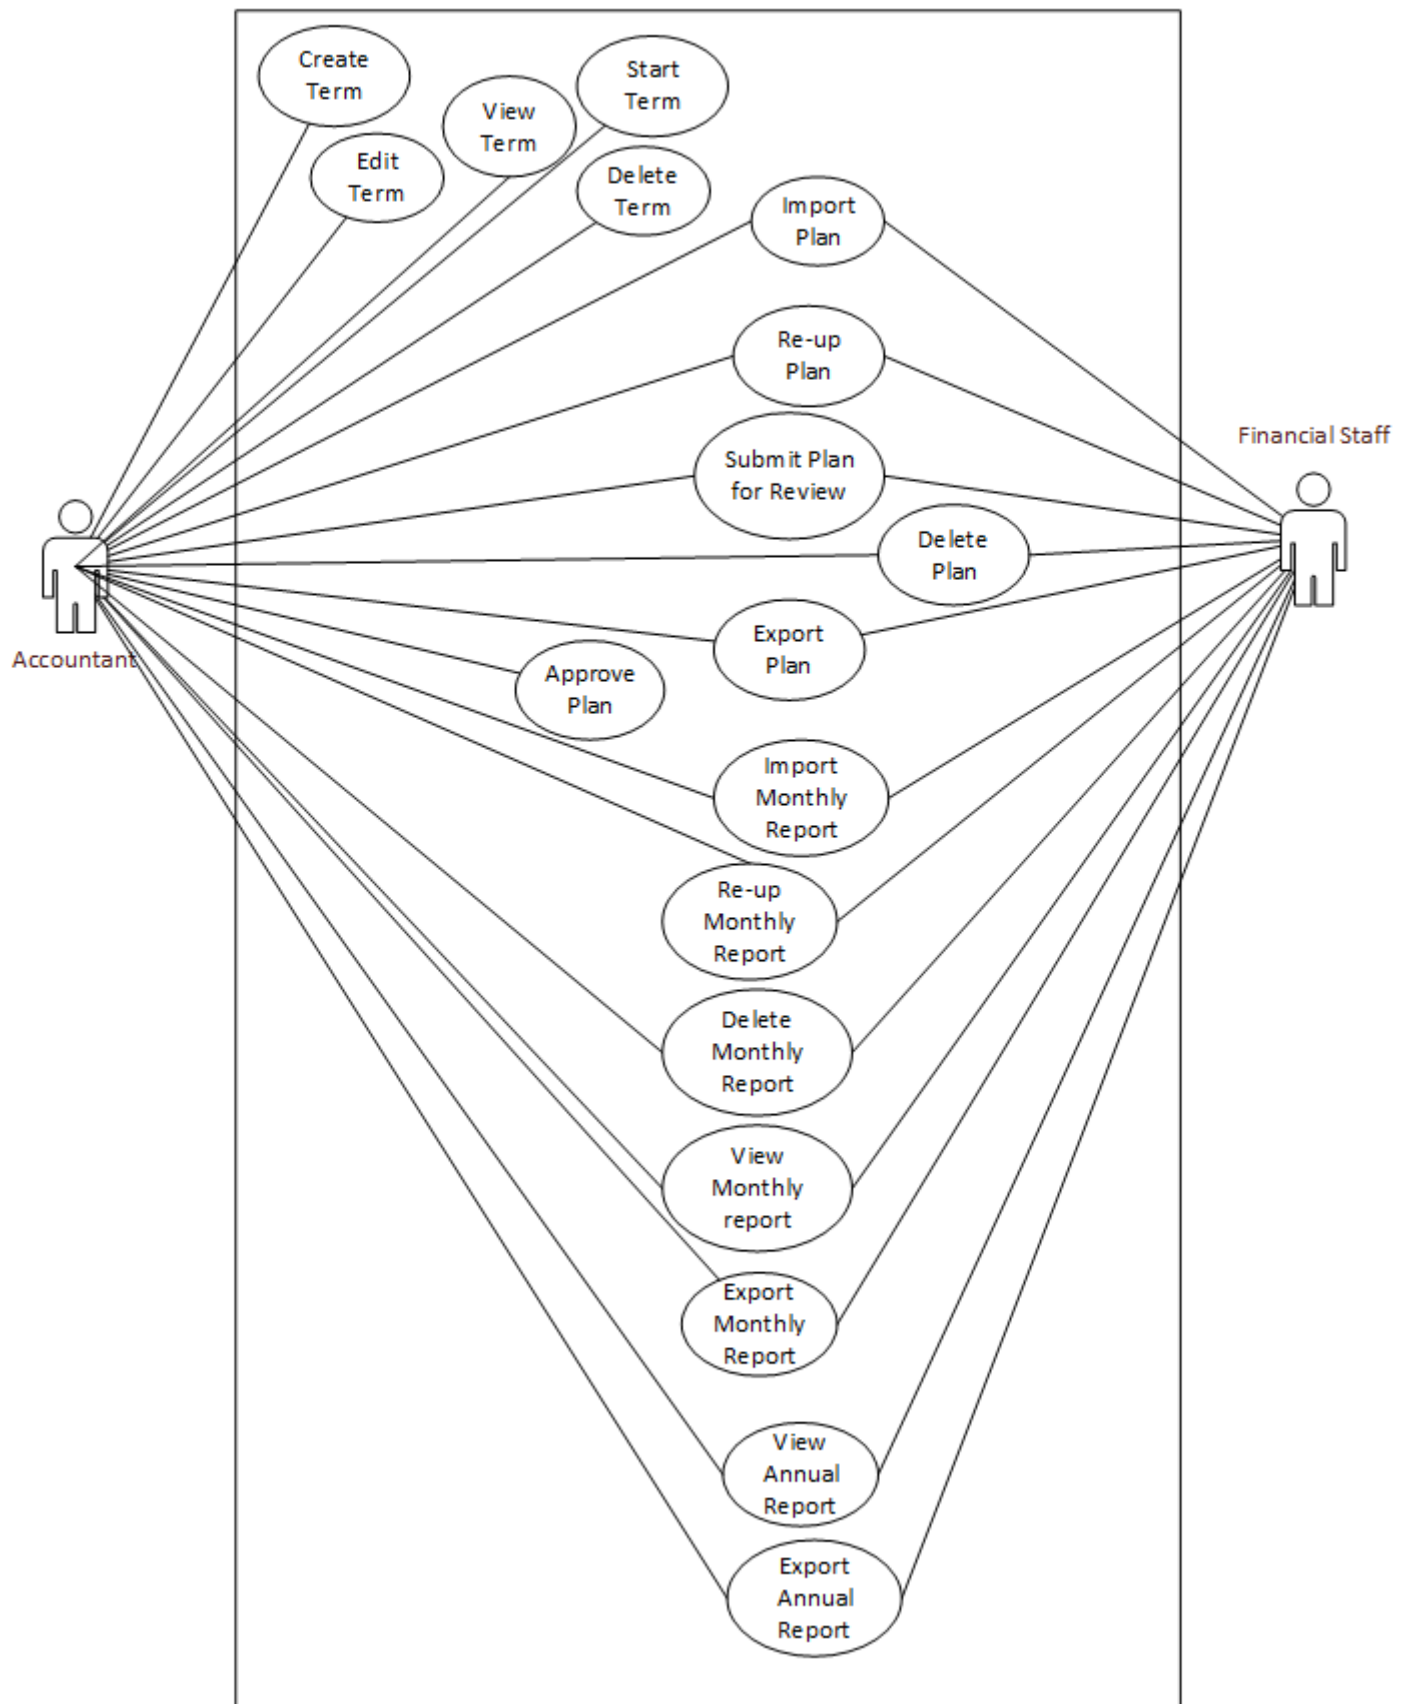 Create
Term
Start
Term
View
Term
Edit
Term
Delete
Term
Import
Plan
Re-up
Plan
Financial Staff
Submit Plan
for Review
Delete
Plan
Export
Plan
Accountant
Approve
Plan
Import
Monthly
Report
Re-up
Monthly
Report
Delete
Monthly
Report
View
Monthly
report
Export
Monthly
Report
View
Annual
Report
Export
Annual
Report